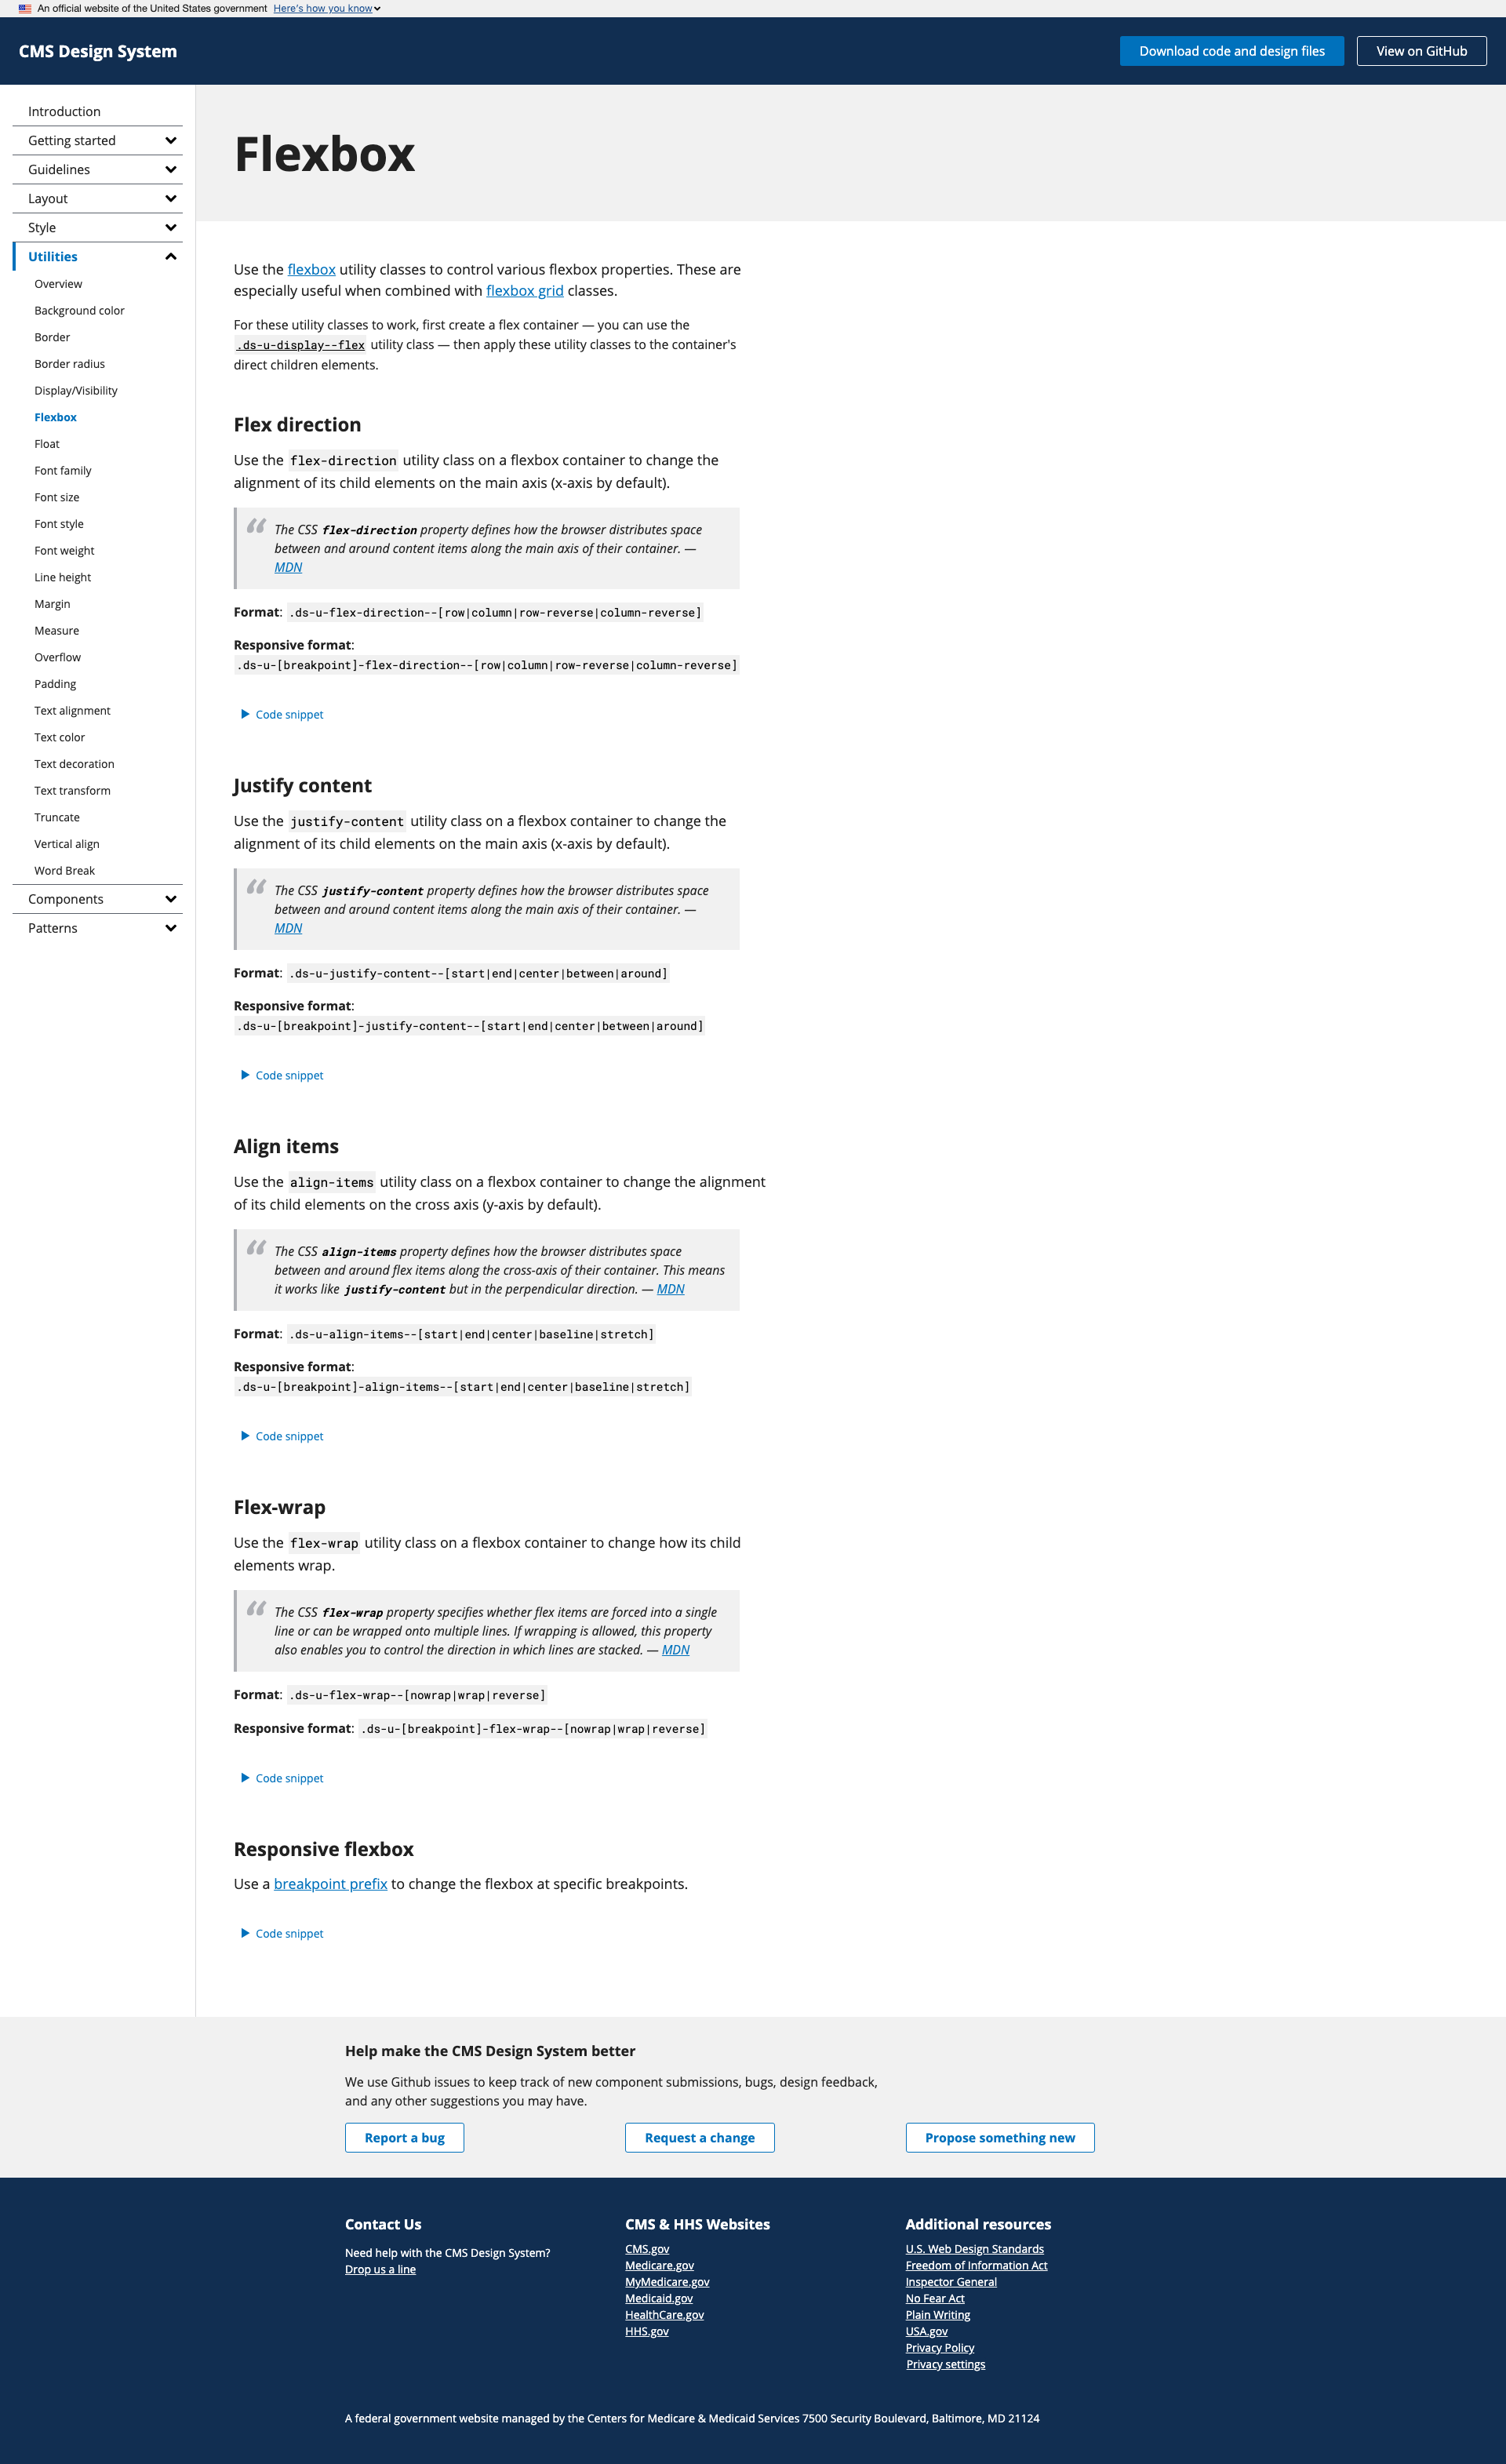 An official website of the United States government Here's how you know
CMS Design System
Download code and design files
View on GitHub
Introduction
Getting started
Guidelines
Layout
Style
Utilities
Overview
Background color
Border
Border radius
Display/Visibility
Flexbox
Float
Font family
Font size
Font style
Font weight
Line height
Margin
Measure
Overflow
Padding
Text alignment
Text color
Text decoration
Text transform
Truncate
Vertical align
Word Break
Components
Patterns
Flexbox
Use the flexbox utility classes to control various flexbox properties. These are
especially useful when combined with flexbox grid classes.
For these utility classes to work, first create a flex container — you can use the
.ds-u-display--flex utility class — then apply these utility classes to the container's
direct children elements.
Flex direction
Use the flex-direction utility class on a flexbox container to change the
alignment of its child elements on the main axis (x-axis by default).
“ The CSS flex-direction property defines how the browser distributes space
between and around content items along the main axis of their container. —
MDN
Format: .ds-u-flex-direction--[row|column|row-reverse|column-reverse]
Responsive format:
.ds-u-[breakpoint]-flex-direction--[row|column|row-reverse|column-reverse]
Code snippet
Justify content
Use the justify-content utility class on a flexbox container to change the
alignment of its child elements on the main axis (x-axis by default).
“ The CSS justify-content property defines how the browser distributes space
between and around content items along the main axis of their container. —
MDN
Format: .ds-u-justify-content--[start|end|center|between|around]
Responsive format:
.ds-u-[breakpoint]-justify-content--[start|end|center|between|around]
Code snippet
Align items
Use the align-items utility class on a flexbox container to change the alignment
of its child elements on the cross axis (y-axis by default).
“ The CSS align-items property defines how the browser distributes space
between and around flex items along the cross-axis of their container. This means
it works like justify-content but in the perpendicular direction. — MDN
Format: .ds-u-align-items--[start|end|center|baseline|stretch]
Responsive format:
.ds-u-[breakpoint]-align-items--[start|end|center|baseline|stretch]
Code snippet
Flex-wrap
Use the flex-wrap utility class on a flexbox container to change how its child
elements wrap.
“ The CSS flex-wrap property specifies whether flex items are forced into a single
line or can be wrapped onto multiple lines. If wrapping is allowed, this property
also enables you to control the direction in which lines are stacked. — MDN
Format: .ds-u-flex-wrap--[nowrap|wrap|reverse]
Responsive format: .ds-u-[breakpoint]-flex-wrap--[nowrap|wrap|reverse]
Code snippet
Responsive flexbox
Use a breakpoint prefix to change the flexbox at specific breakpoints.
Code snippet
Help make the CMS Design System better
We use Github issues to keep track of new component submissions, bugs, design feedback,
and any other suggestions you may have.
Report a bug
Request a change
Propose something new
Contact Us
Need help with the CMS Design System?
Drop us a line
CMS & HHS Websites
CMS.gov
Medicare.gov
MyMedicare.gov
Medicaid.gov
HealthCare.gov
HHS.gov
Additional resources
U.S. Web Design Standards
Freedom of Information Act
Inspector General
No Fear Act
Plain Writing
USA.gov
Privacy Policy
Privacy settings
A federal government website managed by the Centers for Medicare & Medicaid Services 7500 Security Boulevard, Baltimore, MD 21124